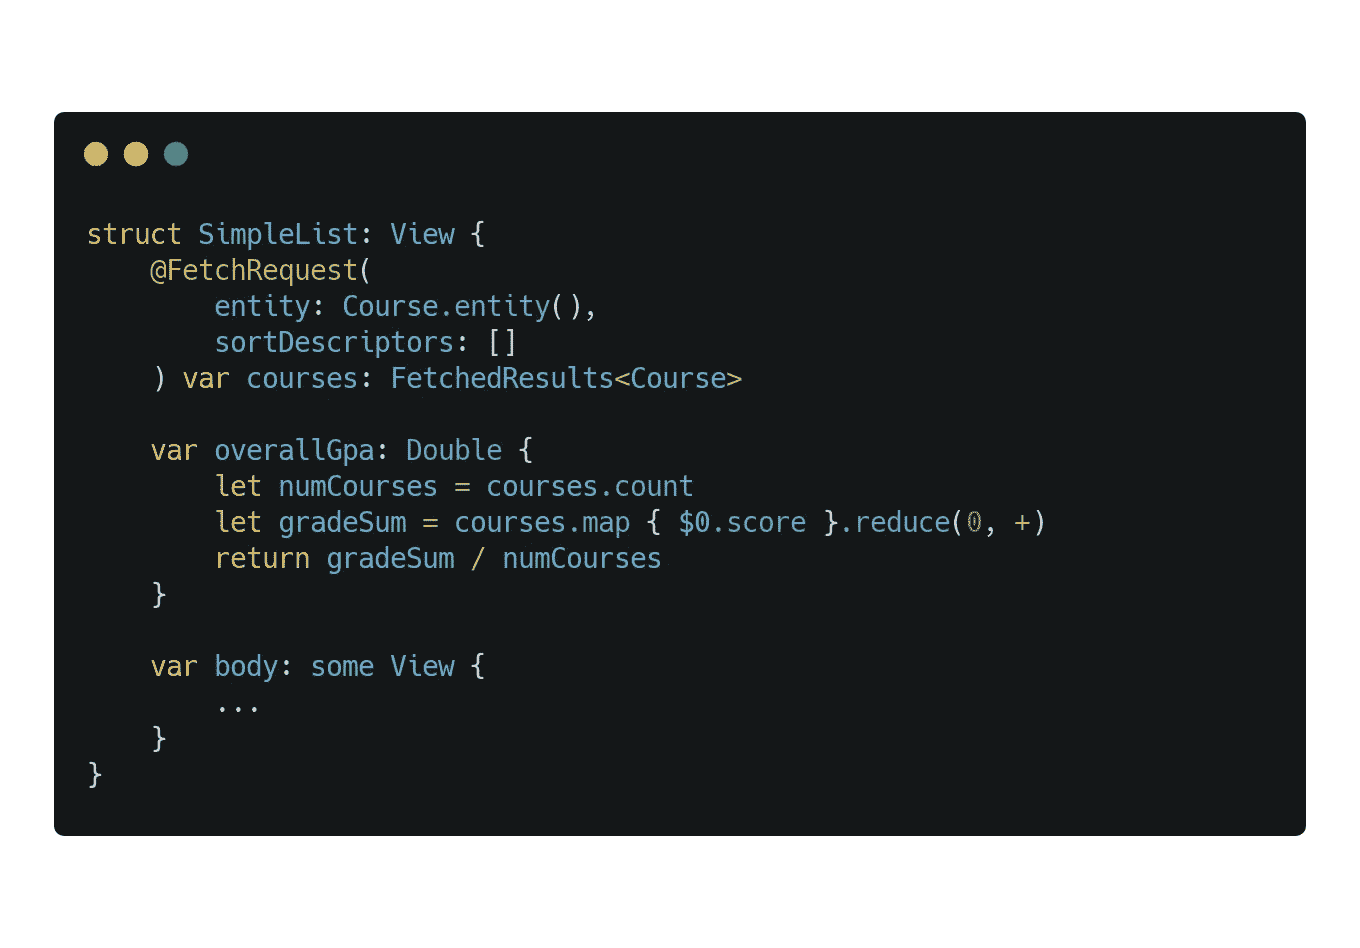 struct SimpleList: View {
    @FetchRequest(
        entity: Course.entity(),
        sortDescriptors: []
    ) var courses: FetchedResults<Course>

    var overallGpa: Double {
        let numCourses = courses.count
        let gradeSum = courses.map { $0.score }.reduce(0, +)
        return gradeSum / numCourses
    }

    var body: some View {
        ...
    }
}